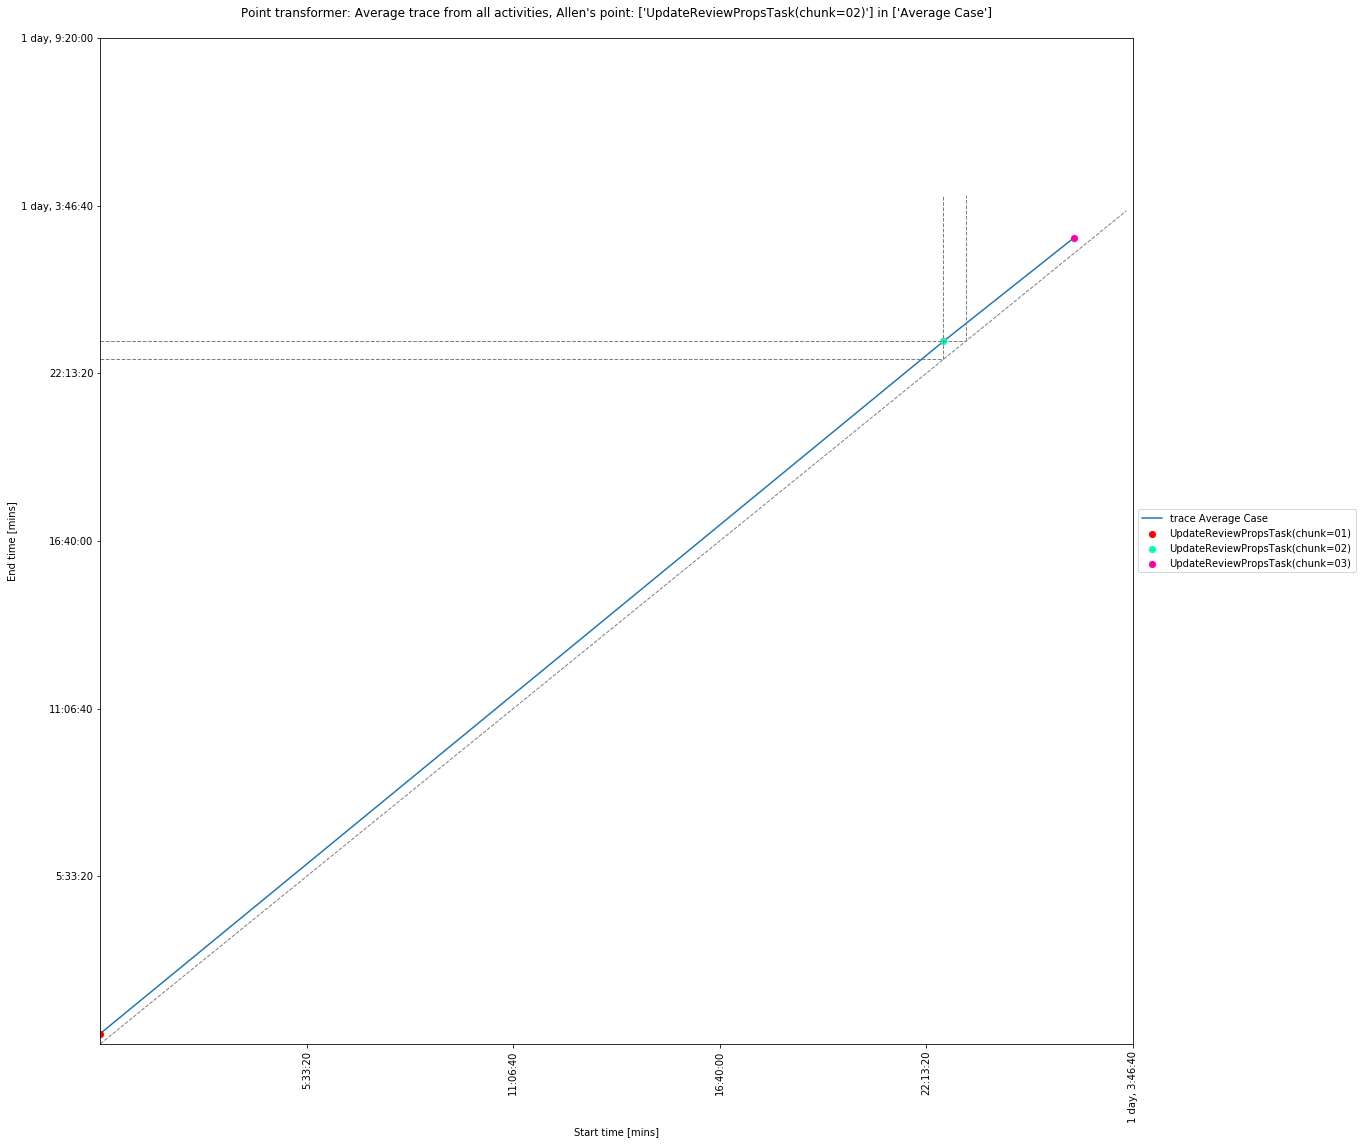 Point transformer: Average trace from all activities, Allen's point: ['UpdateReviewPropsTask(chunk=02)'] in ['Average Case']
1 day, 9:20:00
1 day, 3:46:40
22:13:20
16:40:00
11:06:40
5:33:20
End time [mins]
5:33:20
11:06:40
16:40:00
22:13:20
1 day, 3:46:40
Start time [mins]
trace Average Case
UpdateReviewPropsTask(chunk=01)
UpdateReviewPropsTask(chunk=02)
UpdateReviewPropsTask(chunk=03)